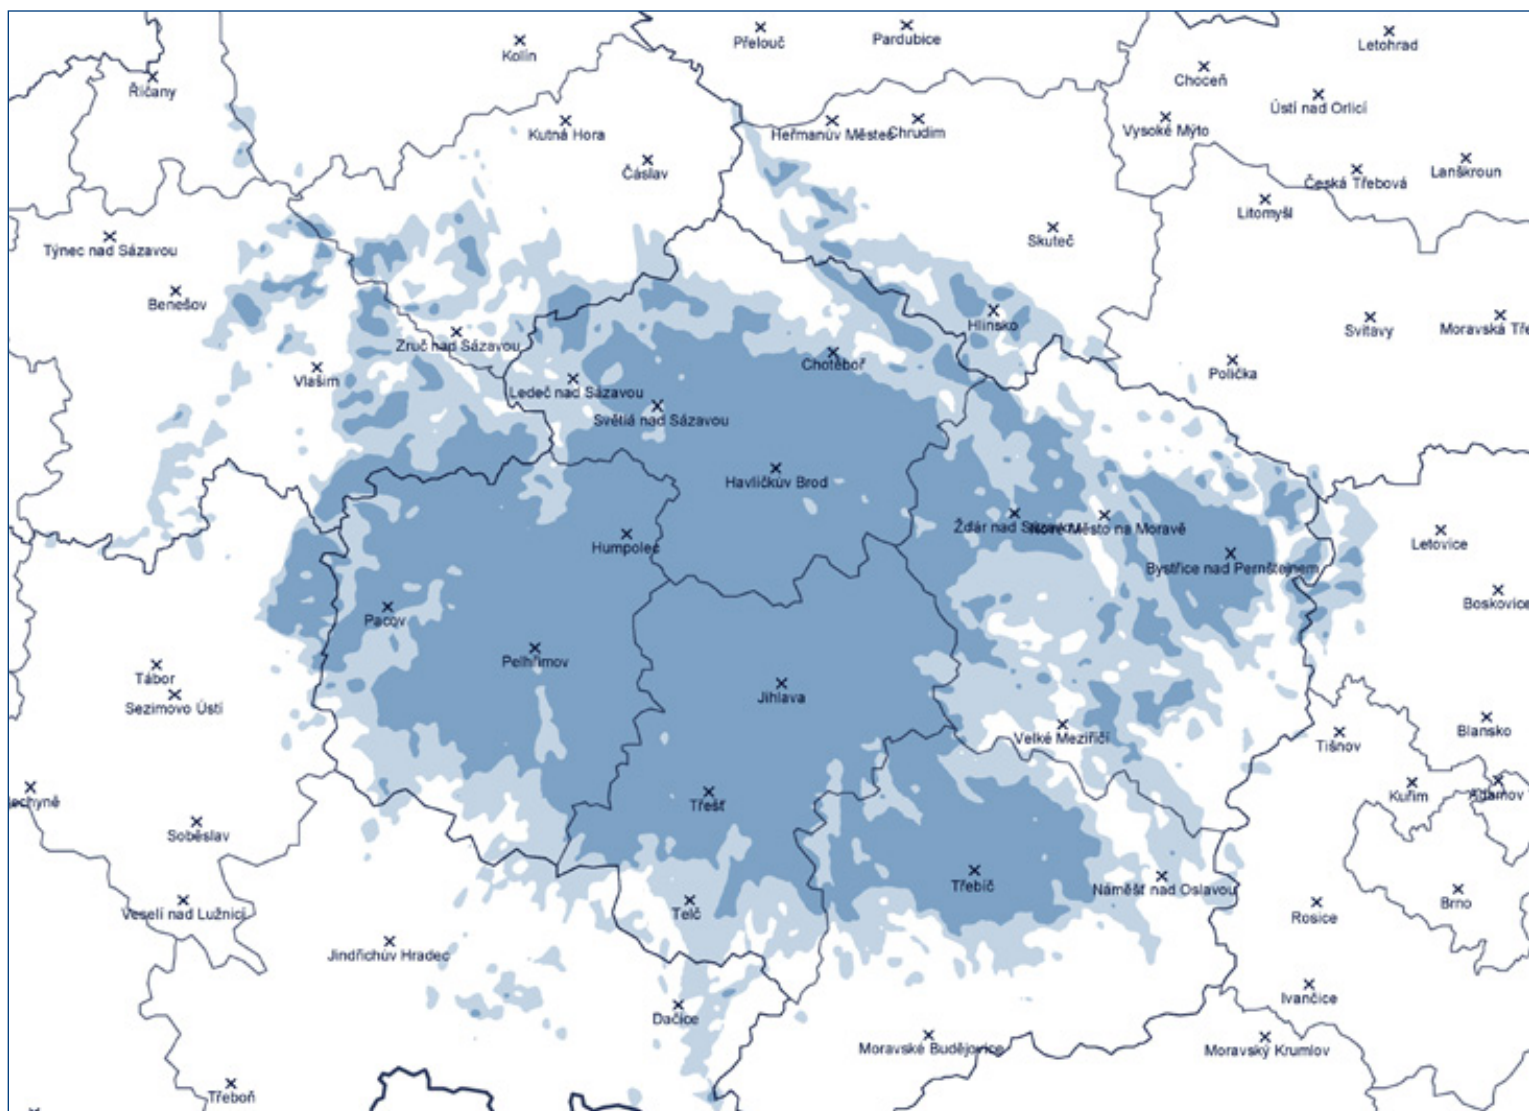 Přelouč
Pardubice
Letohrad
Kolín
Choceň
Říčany
Ústí nad Orlicí
Kutná Hora
Heřmanův Městec
Chrudim
Vysoké Mýto
Čáslav
Česká Třebová
Lanškroun
Litomyšl
Skuteč
Týnec nad Sázavou
Benešov
Hlinsko
Svitavy
Moravská Tře
Zruč nad Sázavou
Chotěboř
Polička
Vlašim
Ledeč nad Sázavou
Světlá nad Sázavou
Havlíčkův Brod
Žďár nad Sázavou
Nové Město na Moravě
Letovice
Humpolec
Bystřice nad Pernštejnem
Boskovice
Pacov
Pelhřimov
Tábor
Jihlava
Sezimovo Ústí
Velké Meziříčí
Tišnov
Blansko
echyně
Třešť
Kuřim
Adamov
Soběslav
Třebíč
Náměšť nad Oslavou
Veselí nad Lužnicí
Telč
Rosice
Brno
Jindřichův Hradec
Ivančice
Dačice
Moravské Budějovice
Moravský Krumlov
Třeboň